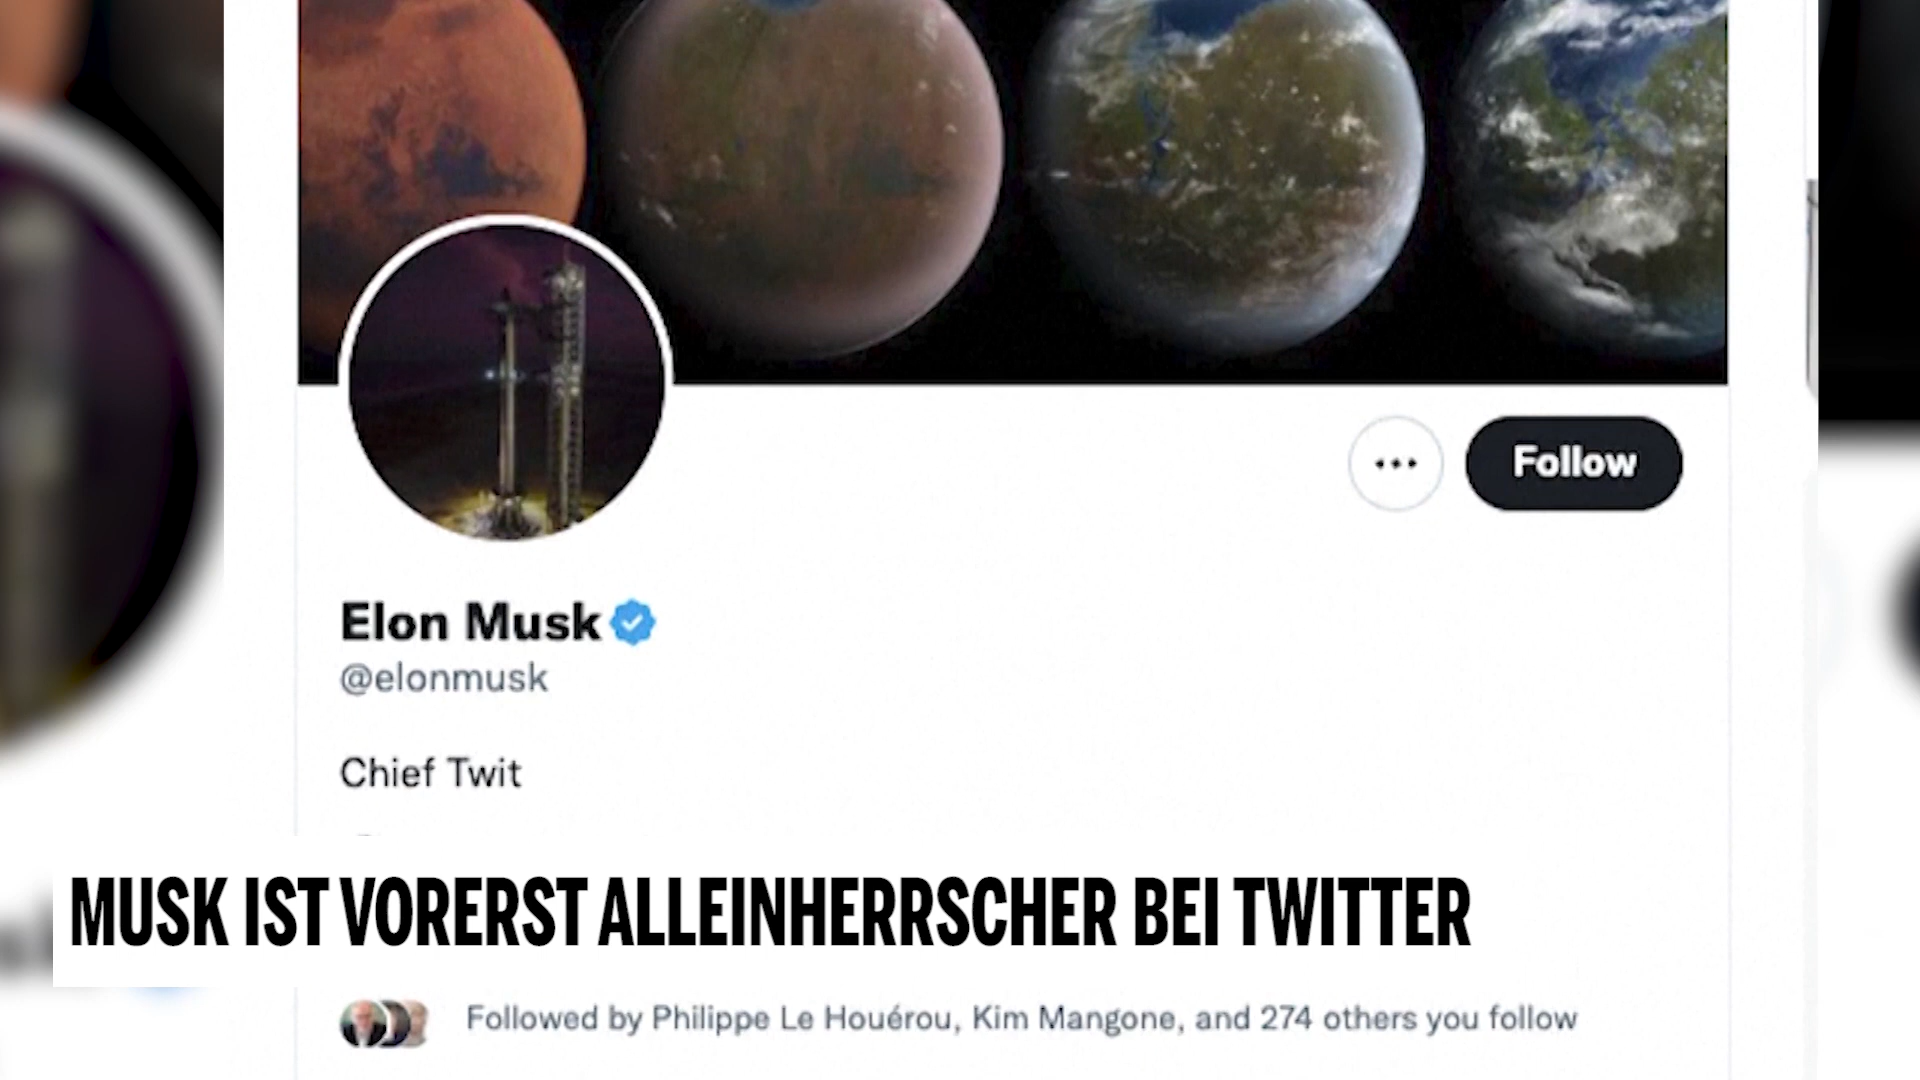 Follow
Elon Musk
@elonmusk
Chief Twit
MUSK IST VORERST ALLEINHERRSCHER BEI TWITTER
Followed by Philippe Le Houérou, Kim Mangone, and 274 others you follow